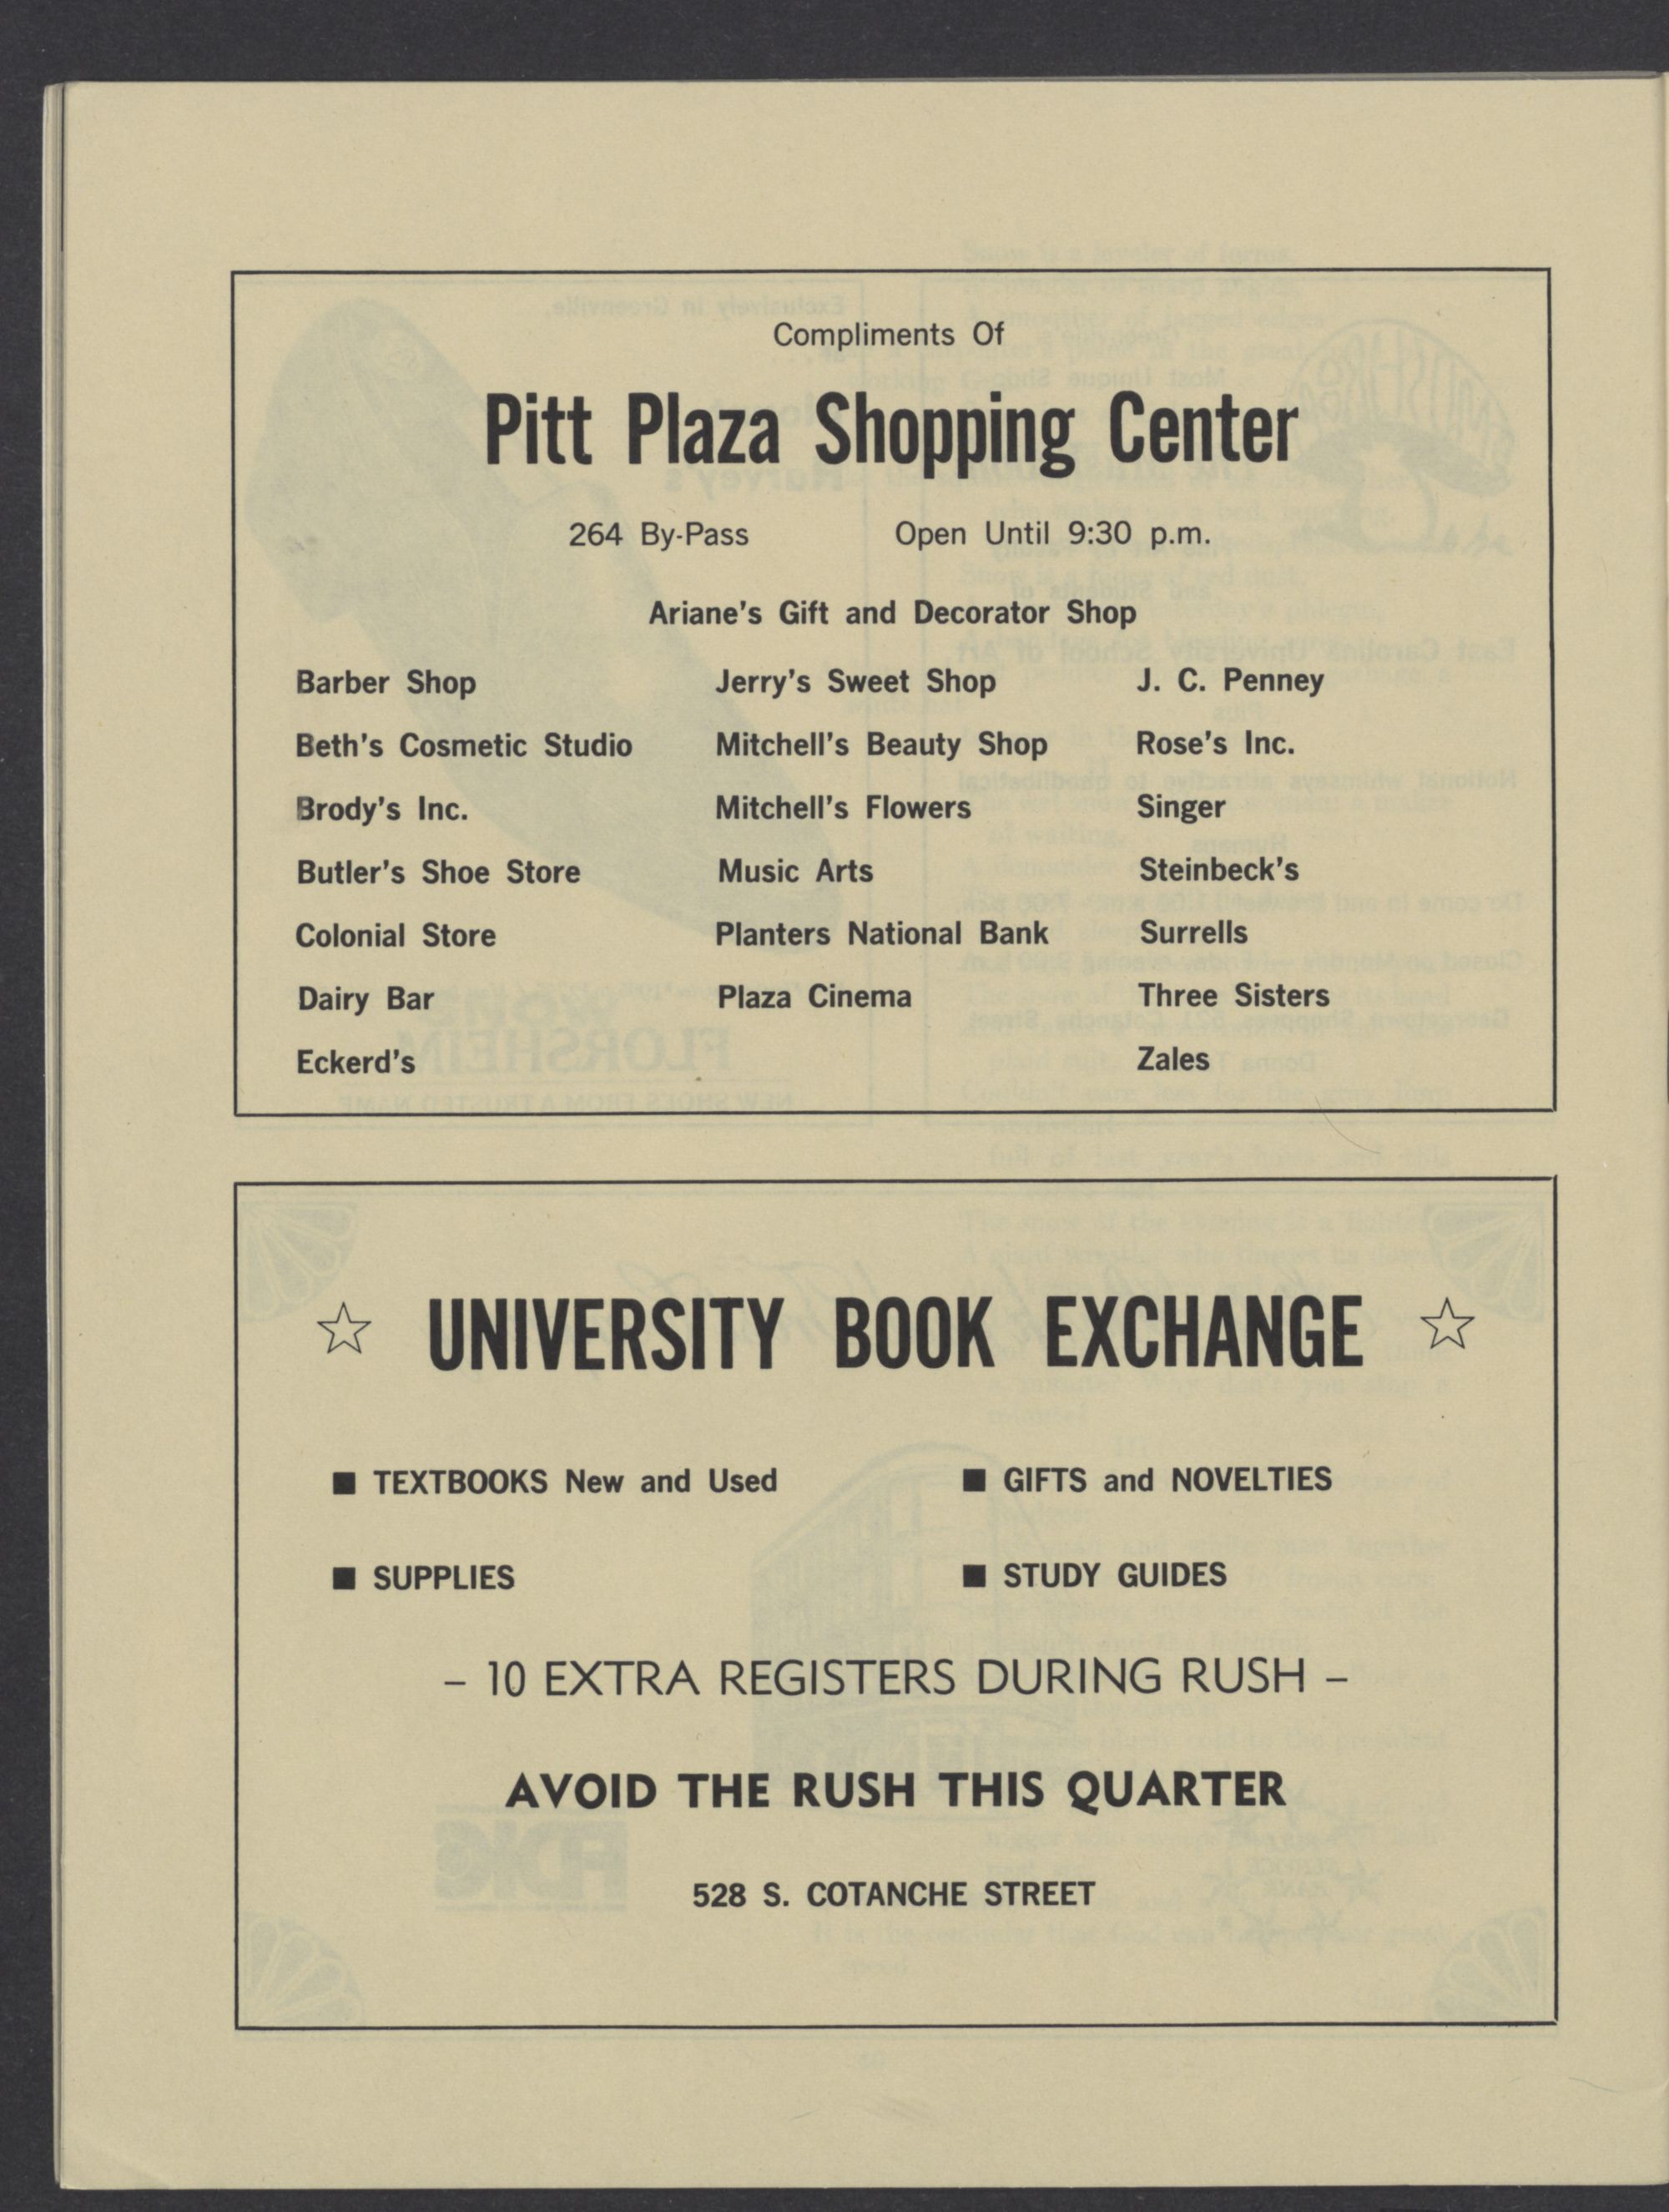 Compliments Of
Pitt Plaza Shopping Center
264 By-Pass Open Until 9:30 p.m.
Ariane's Gift and Decorator Shop
Barber Shop Jerry's Sweet Shop J. C. Penney
Beth's Cosmetic Studio Mitchell's Beauty Shop Rose's Inc.
Brody's Inc. Mitchell's Flowers Singer
Butler's Shoe Store Music Arts Steinbeck's
Colonial Store Planters National Bank Surrells
Dairy Bar Plaza Cinema Three Sisters
Eckerd's Zales
☆ UNIVERSITY BOOK EXCHANGE ☆
■ TEXTBOOKS New and Used ■ GIFTS and NOVELTIES
■ SUPPLIES ■ STUDY GUIDES
– 10 EXTRA REGISTERS DURING RUSH –
AVOID THE RUSH THIS QUARTER
528 S. COTANCHE STREET